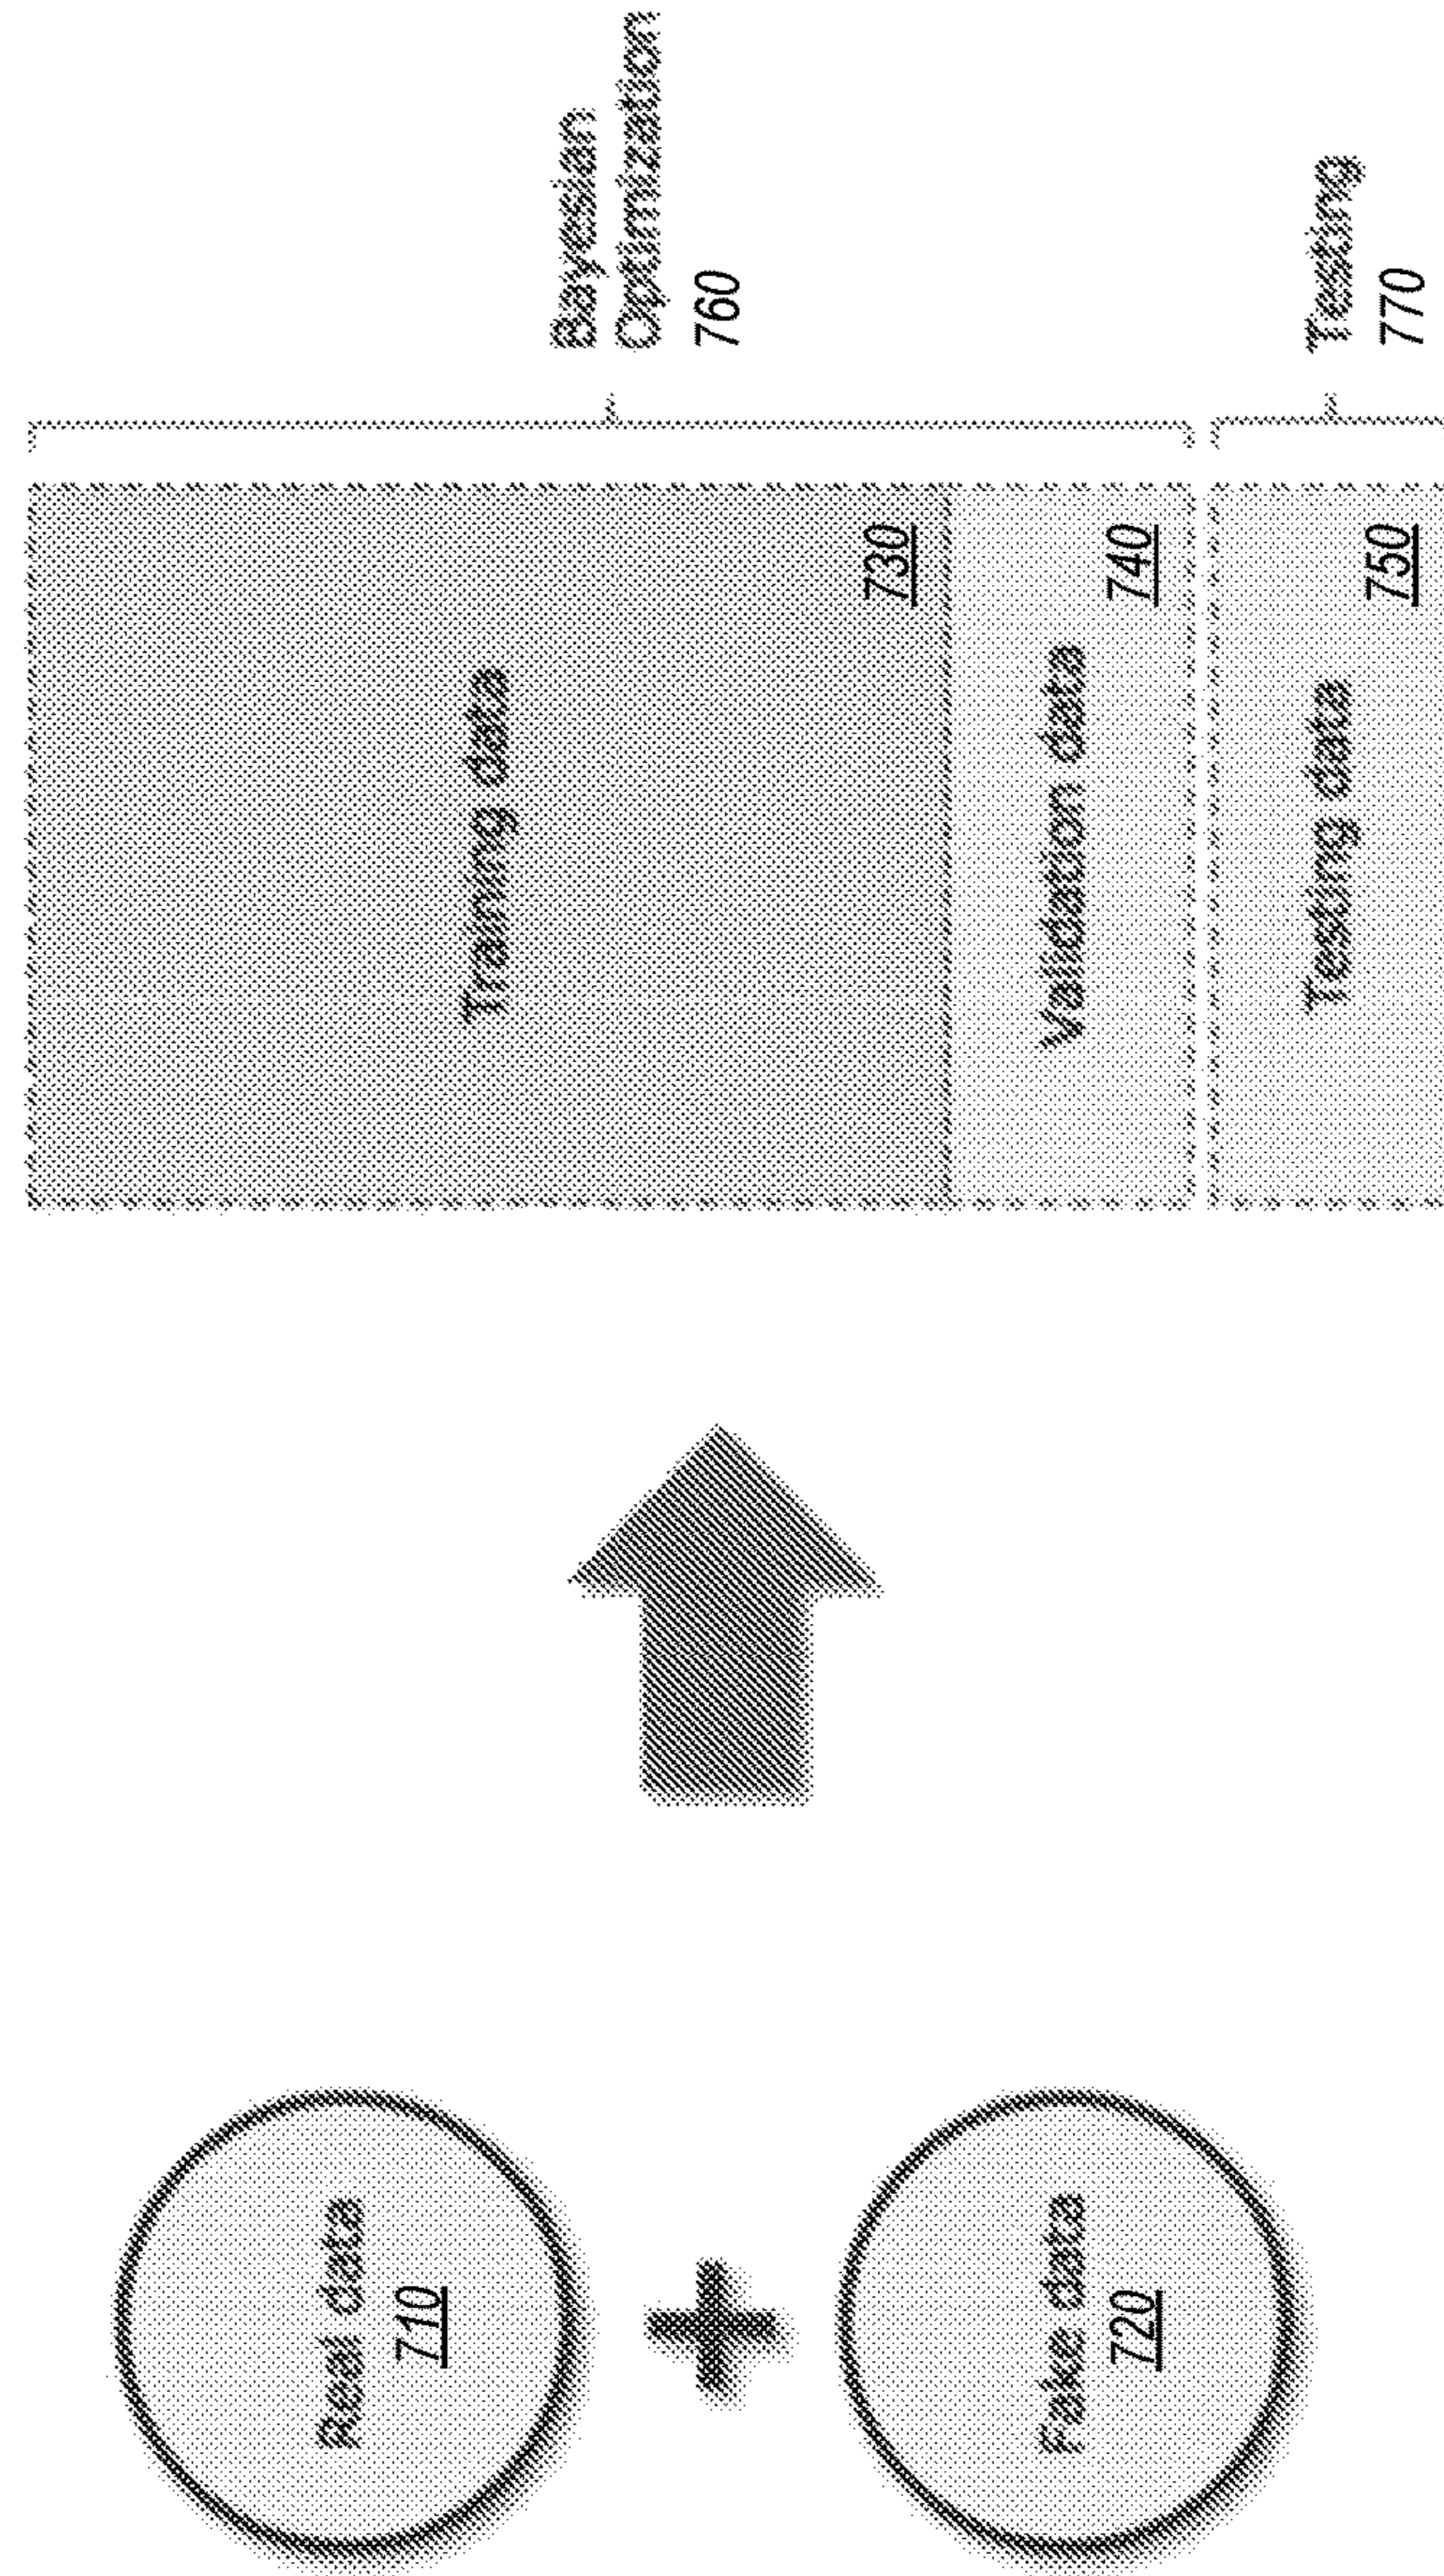 Real data
710
Fake data
720
Training data
730
Validation data
740
Testing data
750
Bayesian
Optimization
760
Testing
770